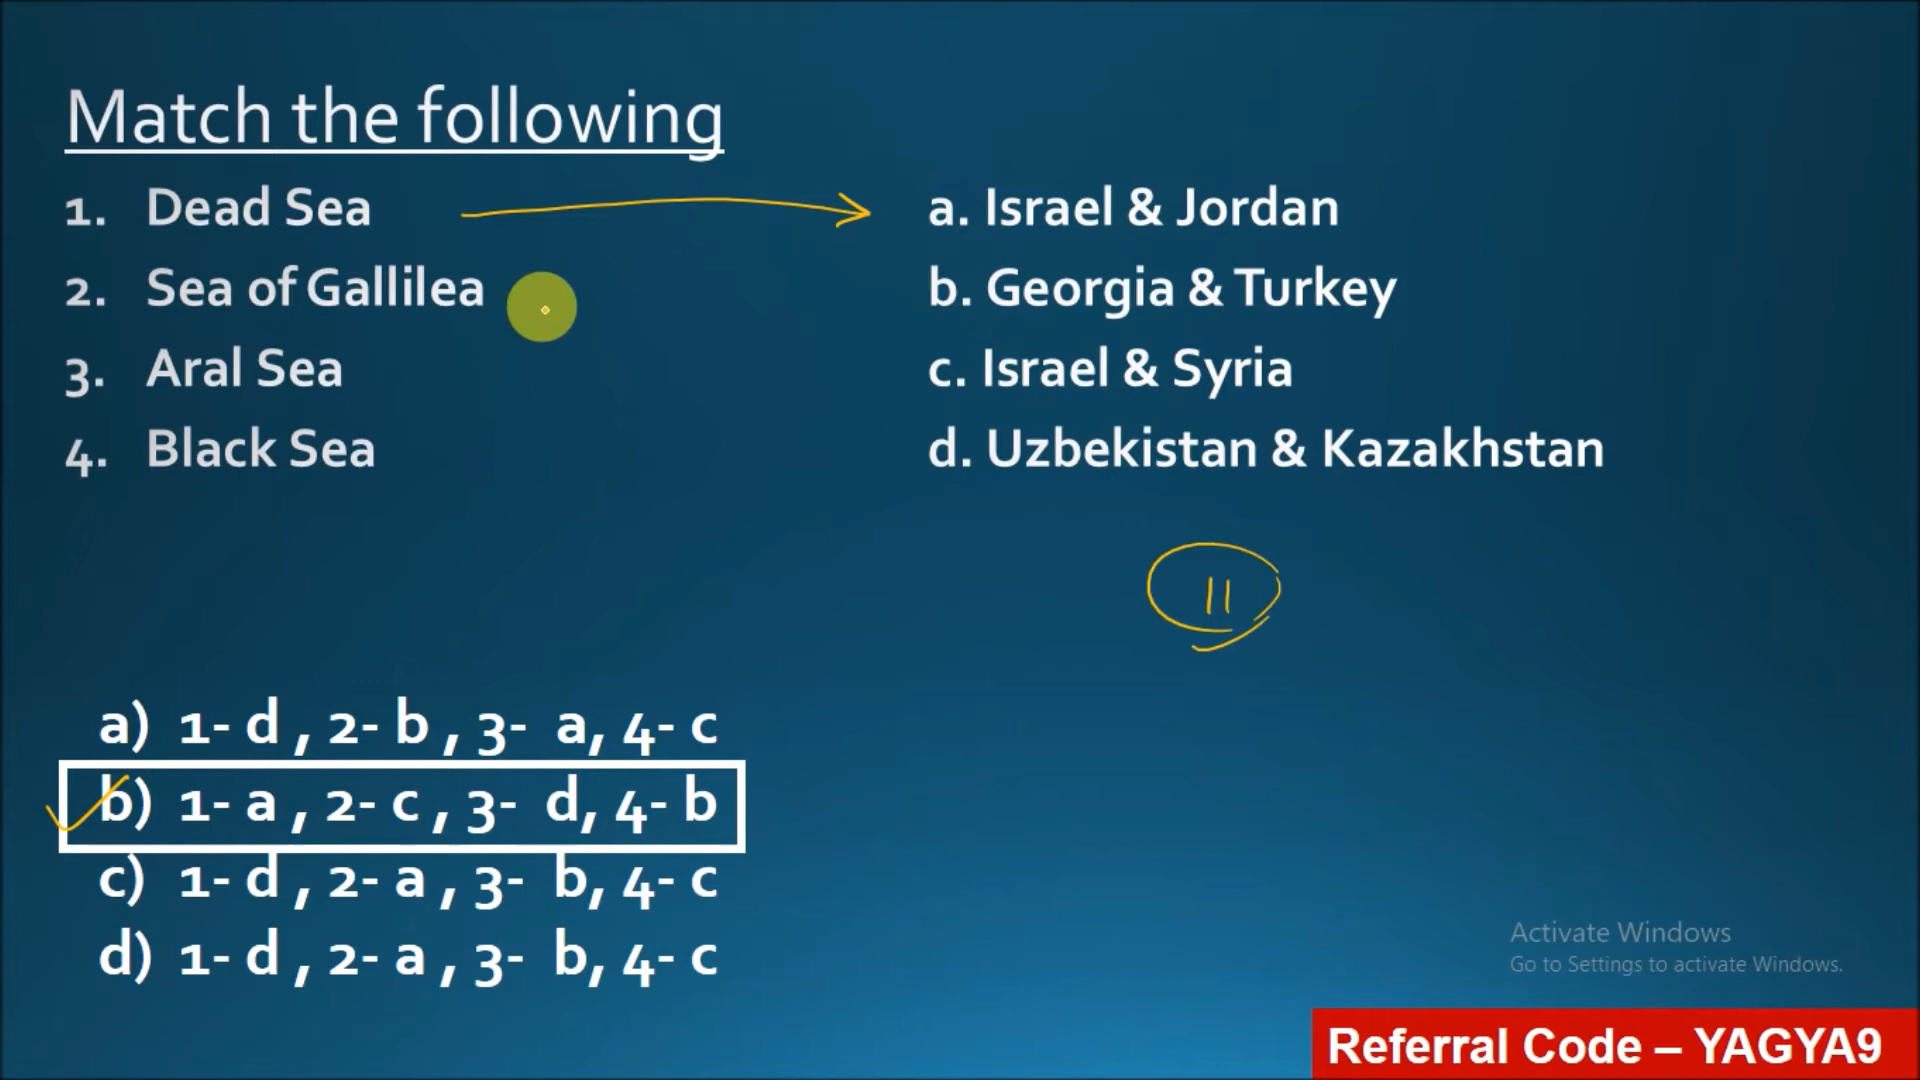 Match the following
1. Dead Sea
a. Israel & Jordan
2. Sea of Gallilea
b. Georgia & Turkey
3. Aral Sea
c. Israel & Syria
4. Black Sea
d. Uzbekistan & Kazakhstan
11
a) 1- d , 2- b , 3- a, 4- c
b) 1- a , 2- c , 3- d, 4- b
c) 1- d , 2- a , 3- b, 4- c
d) 1- d , 2- a , 3- b, 4- c
Activate Windows
Go to Settings to activate Windows.
Referral Code – YAGYA9